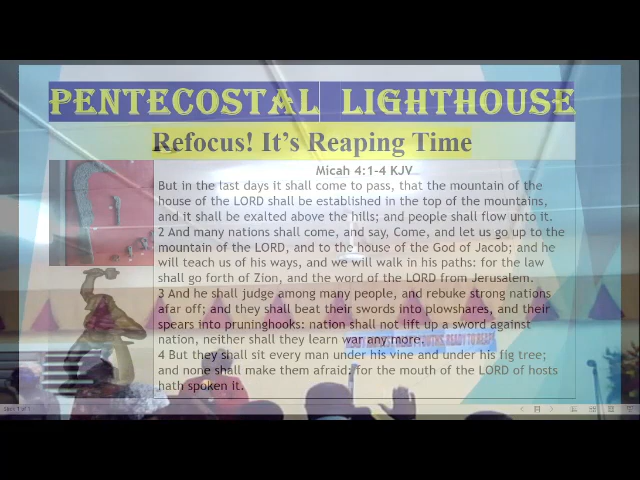 PENTECOSTAL LIGHTHOUSE
Refocus! It's Reaping Time
Micah 4:1-4 KJV
But in the last days it shall come to pass, that the mountain of the
house of the LORD shall be established in the top of the mountains,
and it shall be exalted above the hills; and people shall flow unto it.
2 And many nations shall come, and say, Come, and let us go up to the
mountain of the LORD, and to the house of the God of Jacob; and he
will teach us of his ways, and we will walk in his paths: for the law
shall go forth of Zion, and the word of the LORD from Jerusalem.
3 And he shall judge among many people, and rebuke strong nations
afar off; and they shall beat their swords into plowshares, and their
spears into pruninghooks: nation shall not lift up a sword against
nation, neither shall they learn war any more.
READY TO REAP!
4 But they shall sit every man under his vine and under his fig tree;
and none shall make them afraid: for the mouth of the LORD of hosts
hath spoken it.